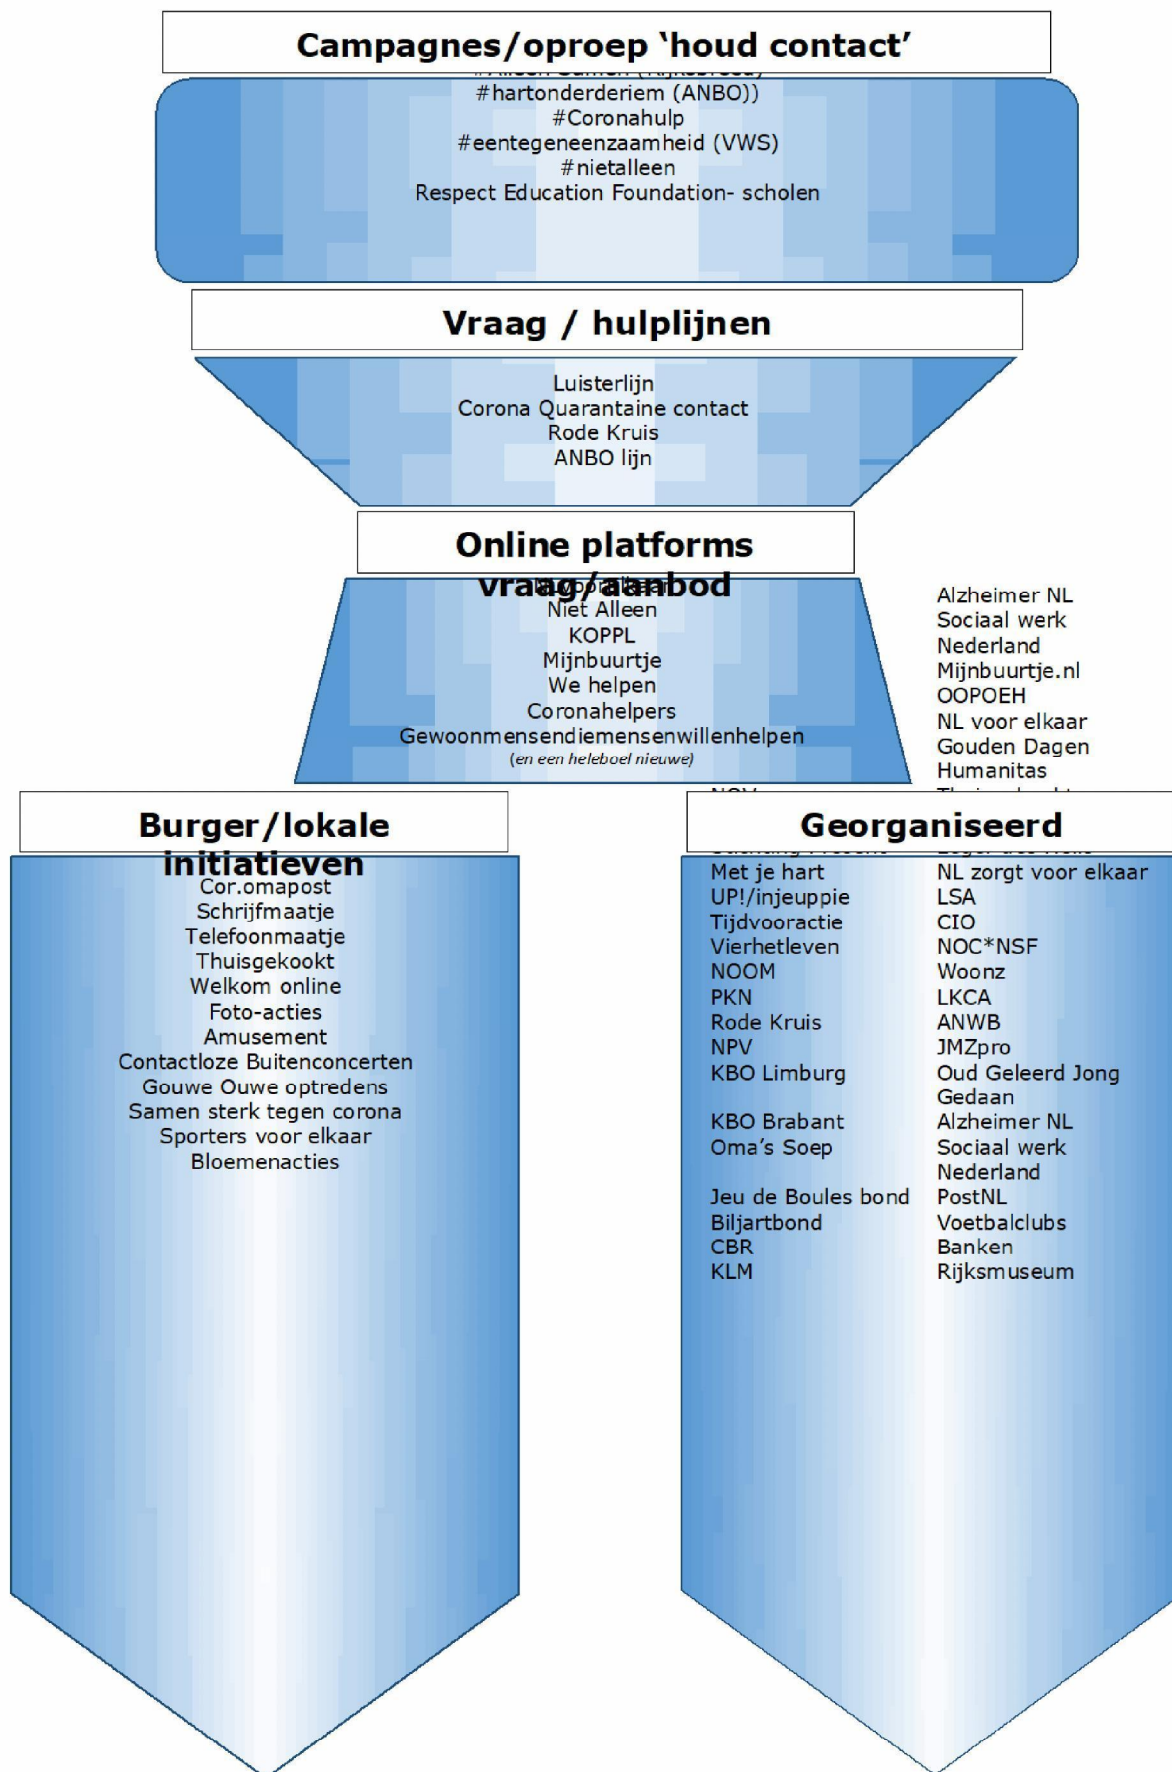 Campagnes/oproep ‘houd contact’
#hartonderderiem (ANBO))
#Coronahulp
#eentegeneenzaamheid (VWS)
#nietalleen
Respect Education Foundation- scholen
Vraag / hulplijnen
Luisterlijn
Corona Quarantaine contact
Rode Kruis
ANBO lijn
Online platforms
vraag/aanbod
Niet Alleen
KOPPL
Mijnbuurtje
We helpen
Coronahelpers
Gewoonmensendiemensenwillenhelpen
(en een heleboel nieuwe)
Burger/lokale
initiatieven
Cor.omapost
Schrijfmaatje
Telefoonmaatje
Thuisgekookt
Welkom online
Foto-acties
Amusement
Contactloze Buitenconcerten
Gouwe Ouwe optredens
Samen sterk tegen corona
Sporters voor elkaar
Bloemenacties
Alzheimer NL
Sociaal werk
Nederland
Mijnbuurtje.nl
OOPOEH
NL voor elkaar
Gouden Dagen
Humanitas
Georganiseerd
Met je hart
UP!/injeuppie
Tijdvooractie
Vierhetleven
NOOM
PKN
Rode Kruis
NPV
KBO Limburg
KBO Brabant
Oma’s Soep
Jeu de Boules bond
Biljartbond
CBR
KLM
NL zorgt voor elkaar
LSA
CIO
NOC*NSF
Woonz
LKCA
ANWB
JMZpro
Oud Geleerd Jong
Gedaan
Alzheimer NL
Sociaal werk
Nederland
PostNL
Voetbalclubs
Banken
Rijksmuseum